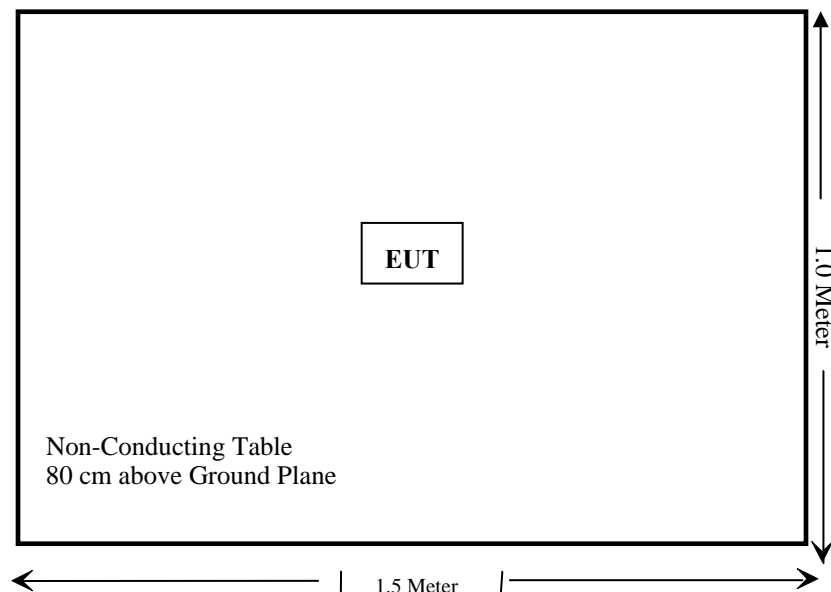 EUT
1.0 Meter
Non-Conducting Table
80 cm above Ground Plane
1.5 Meter